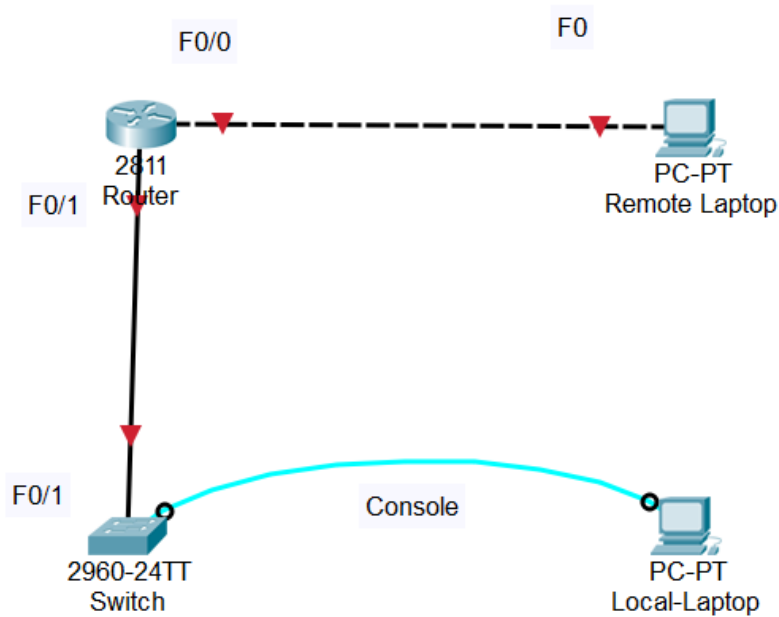 F0/0
F0
2811
Router
PC-PT
Remote Laptop
F0/1
F0/1
Console
2960-24TT
Switch
PC-PT
Local-Laptop